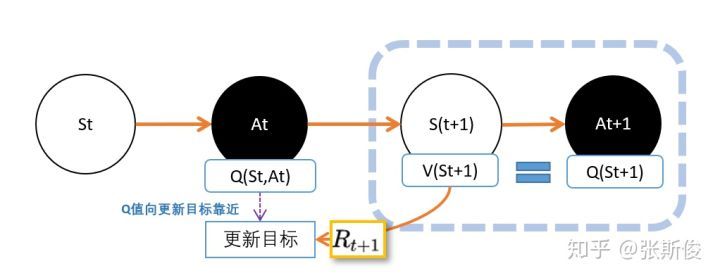 St
At
S(t+1)
At+1
Q(St,At)
V(St+1)
Q(St+1)
Q值向更新目标靠近
更新目标
Rt+1
知乎 @张斯俊